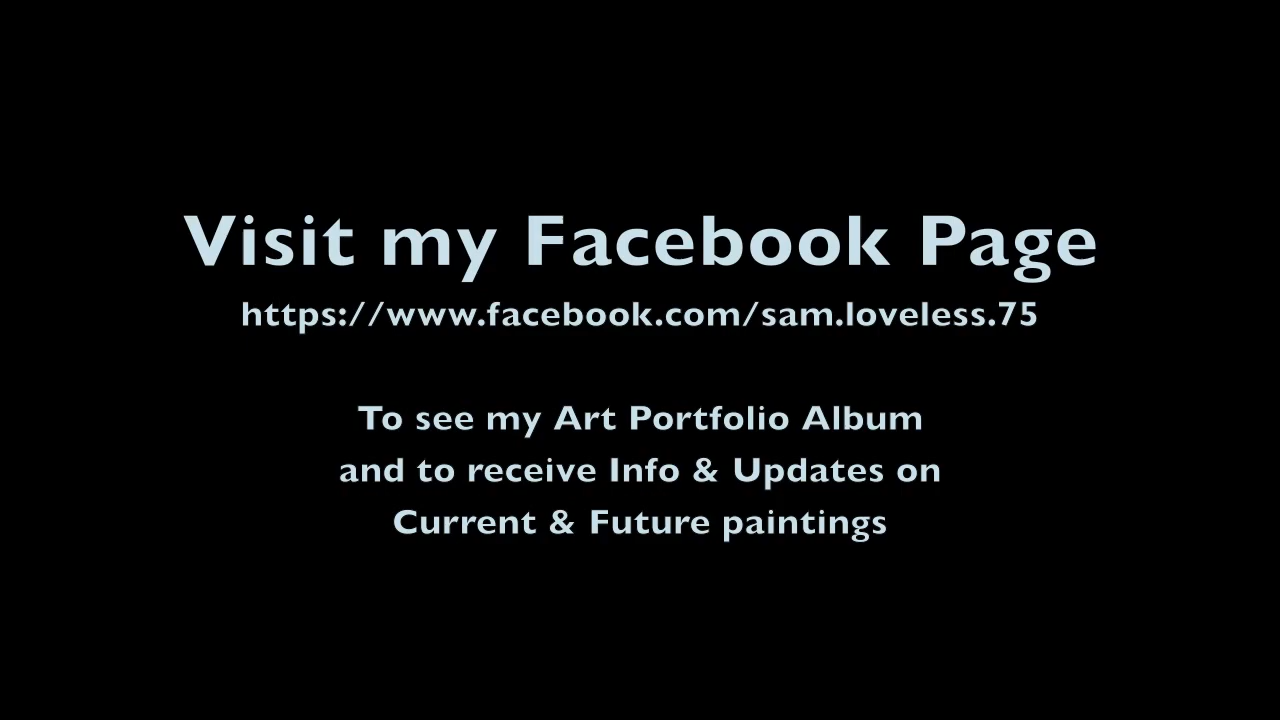 Visit my Facebook Page
https://www.facebook.com/sam.loveless.75
To see my Art Portfolio Album
and to receive Info & Updates on
Current & Future paintings